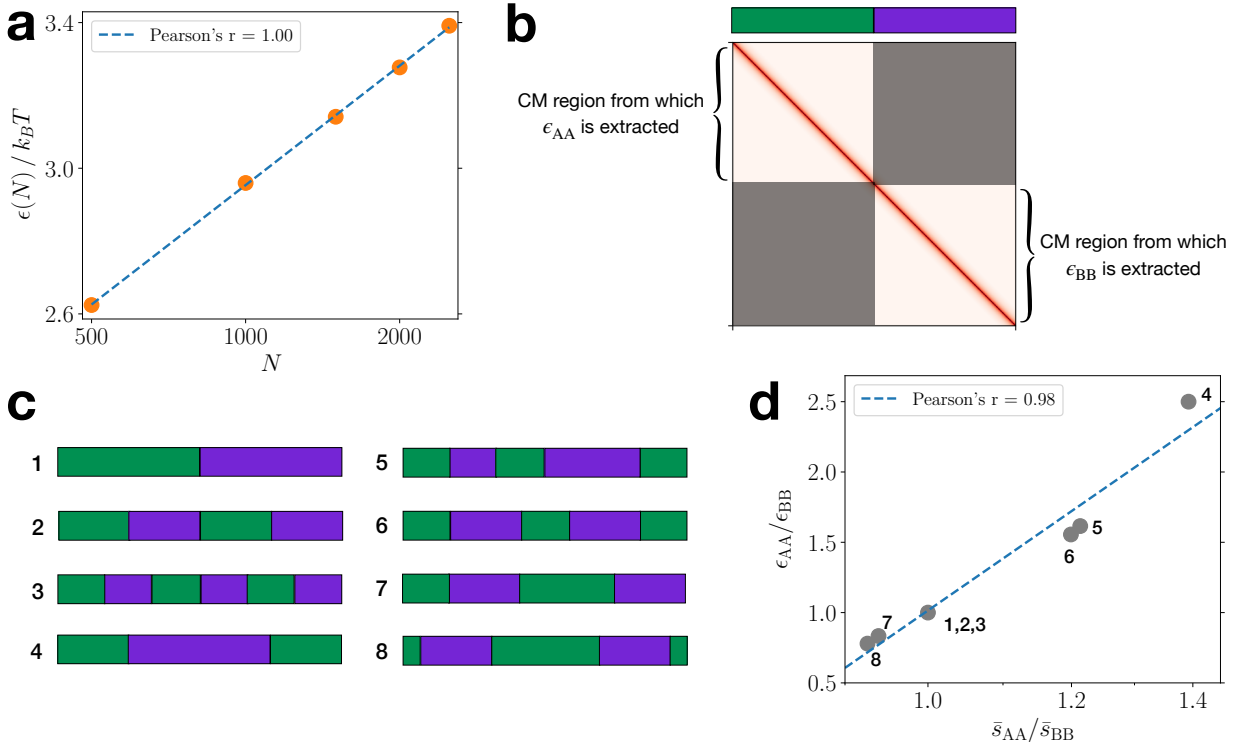 a
3.4
3.0
2.6
ϵ(N) / k_B T
Pearson's r = 1.00
500
1000
2000
N
b
CM region from which
ϵ_AA is extracted
CM region from which
ϵ_BB is extracted
c
1
2
3
4
5
6
7
8
d
2.5
2.0
1.5
1.0
0.5
ϵ_AA/ϵ_BB
Pearson's r = 0.98
4
5
6
7
1,2,3
8
1.0
1.2
1.4
s̄_AA/s̄_BB